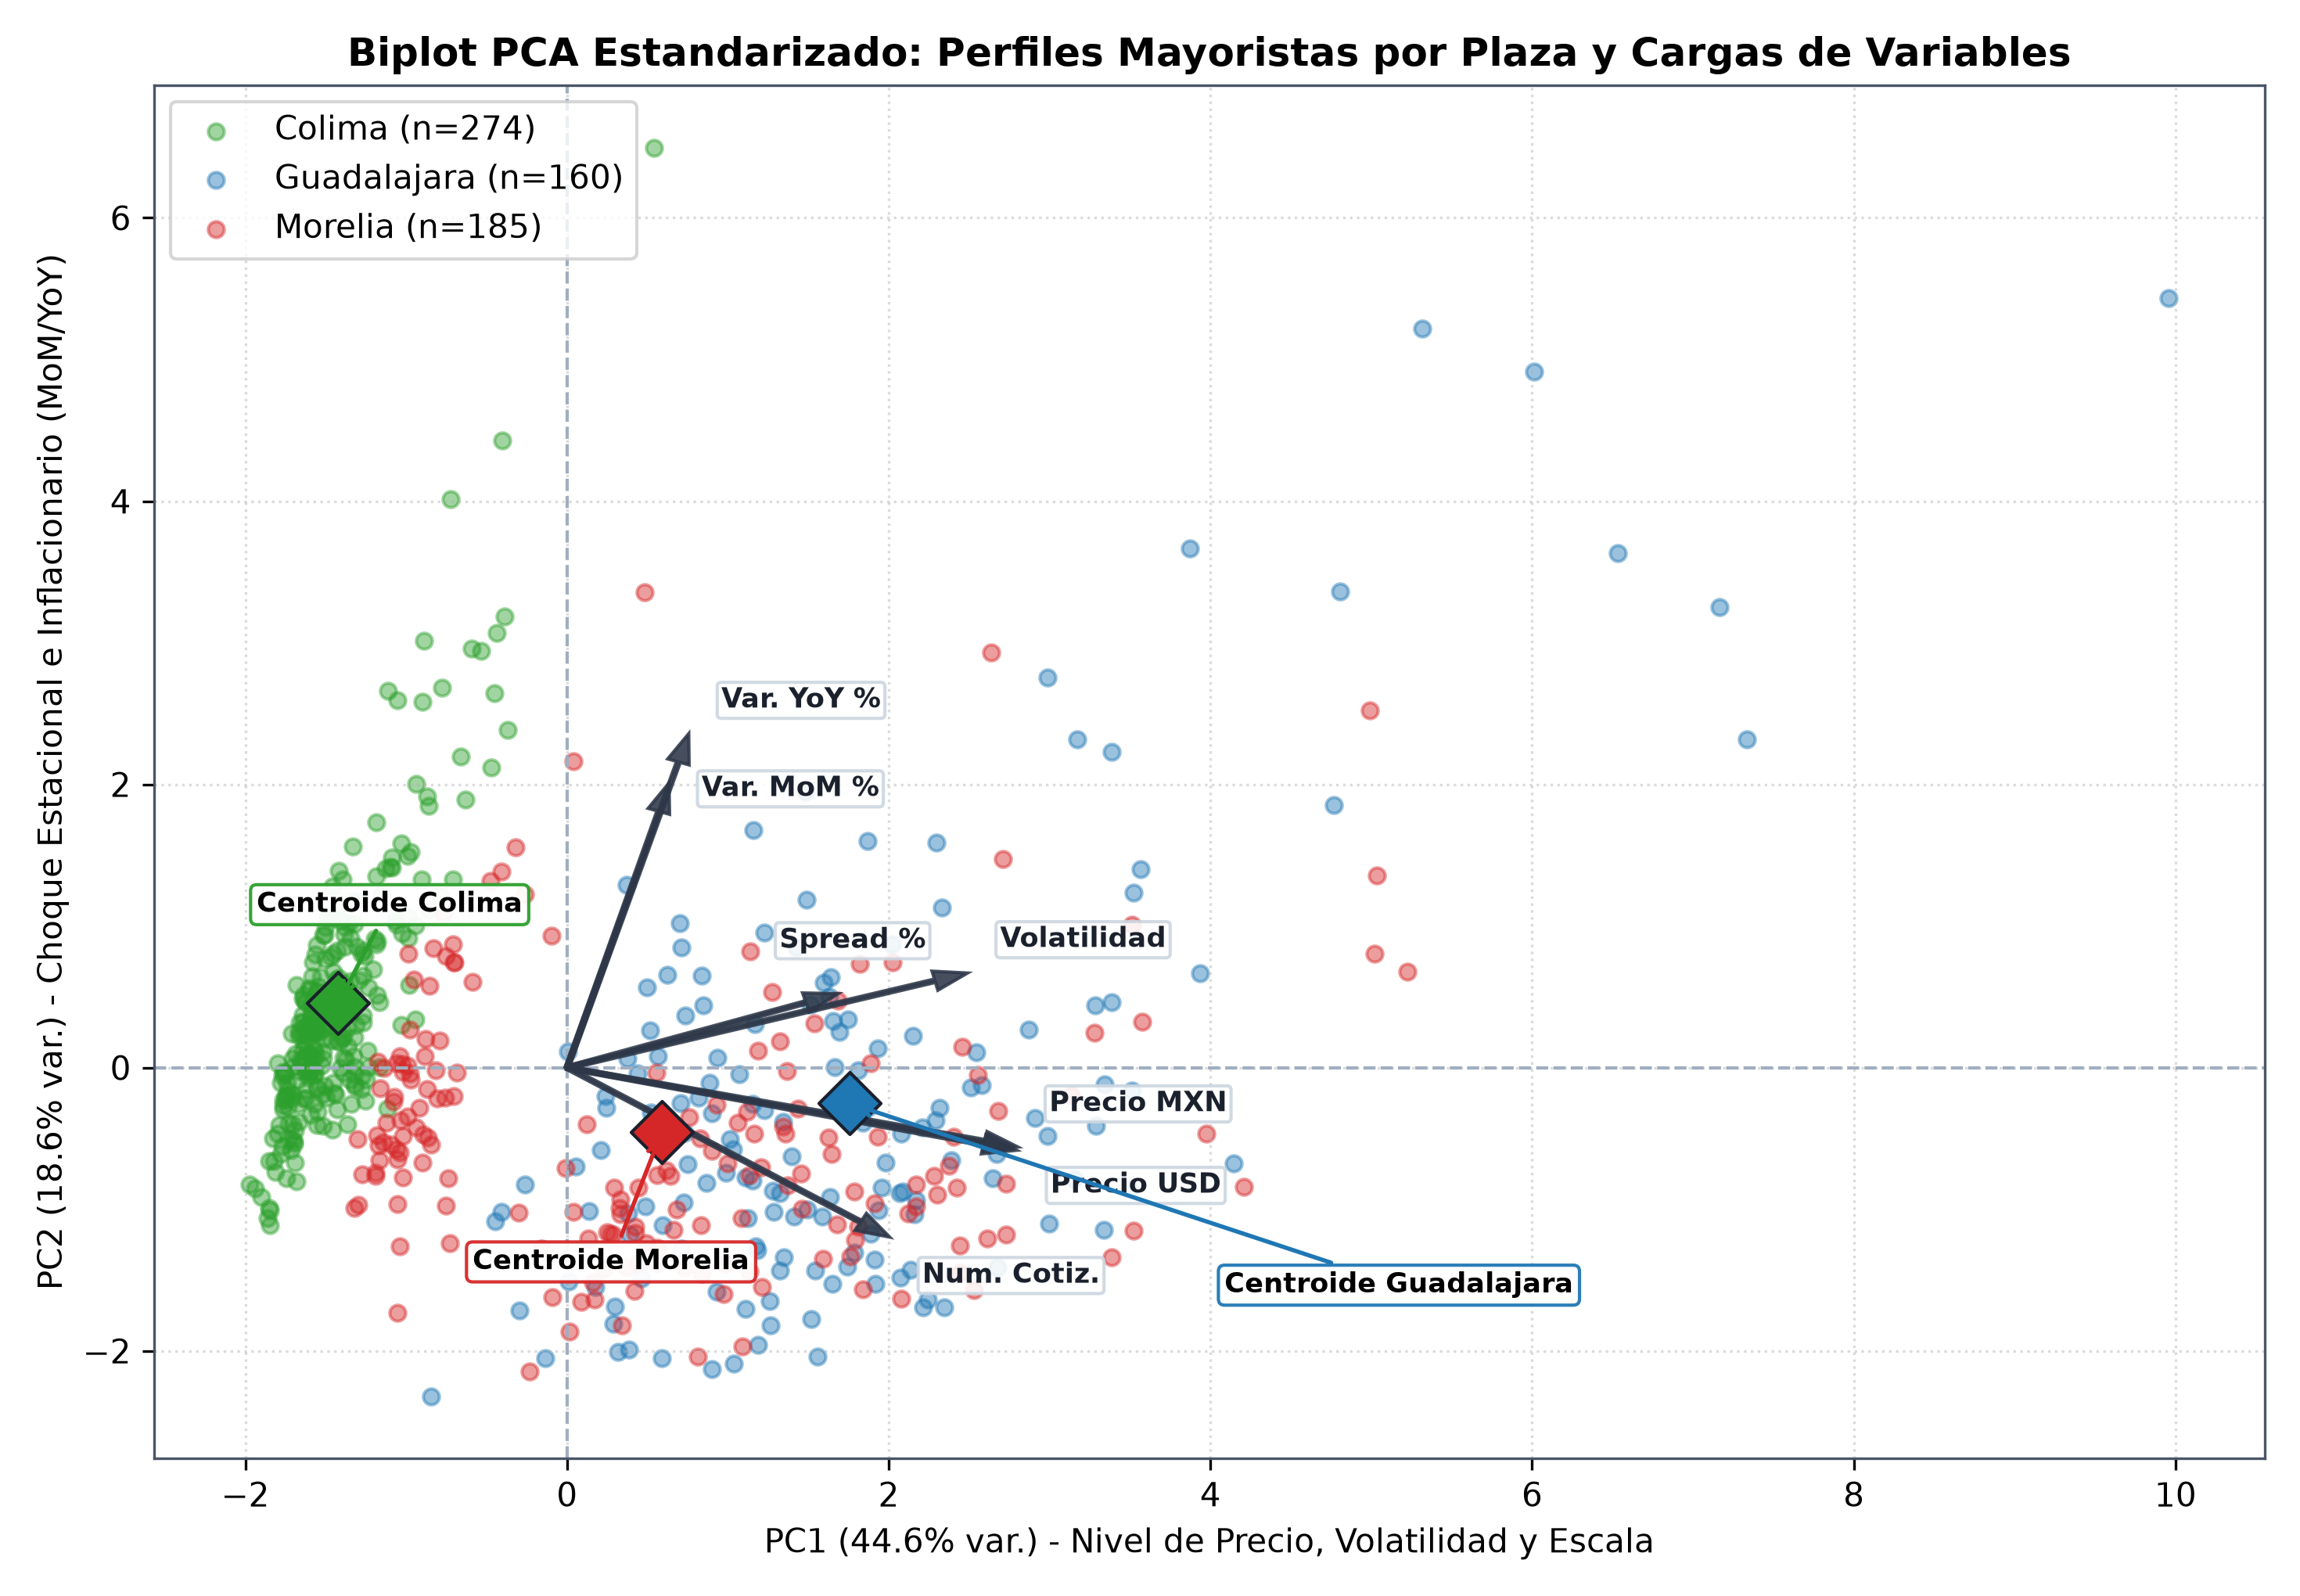 Biplot PCA Estandarizado: Perfiles Mayoristas por Plaza y Cargas de Variables
Colima (n=274)
Guadalajara (n=160)
Morelia (n=185)
PC2 (18.6% var.) - Choque Estacional e Inflacionario (MoM/YoY)
6
4
2
0
−2
Var. YoY %
Var. MoM %
Centroide Colima
Spread %
Volatilidad
Precio MXN
Precio USD
Centroide Morelia
Num. Cotiz.
Centroide Guadalajara
−2
0
2
4
6
8
10
PC1 (44.6% var.) - Nivel de Precio, Volatilidad y Escala